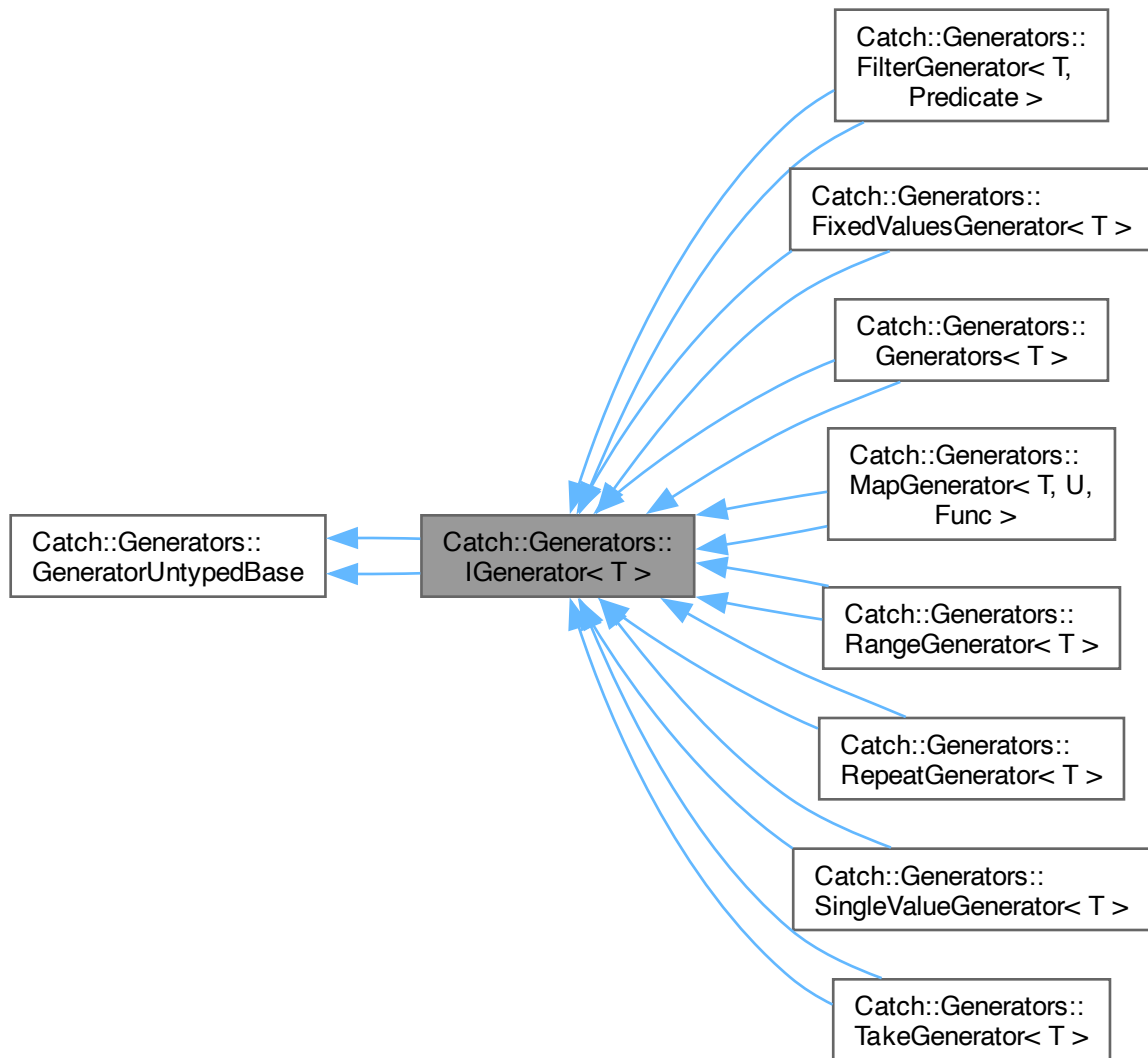 Catch::Generators::
FilterGenerator< T,
Predicate >
Catch::Generators::
FixedValuesGenerator< T >
Catch::Generators::
Generators< T >
Catch::Generators::
MapGenerator< T, U,
Func >
Catch::Generators::
GeneratorUntypedBase
Catch::Generators::
IGenerator< T >
Catch::Generators::
RangeGenerator< T >
Catch::Generators::
RepeatGenerator< T >
Catch::Generators::
SingleValueGenerator< T >
Catch::Generators::
TakeGenerator< T >